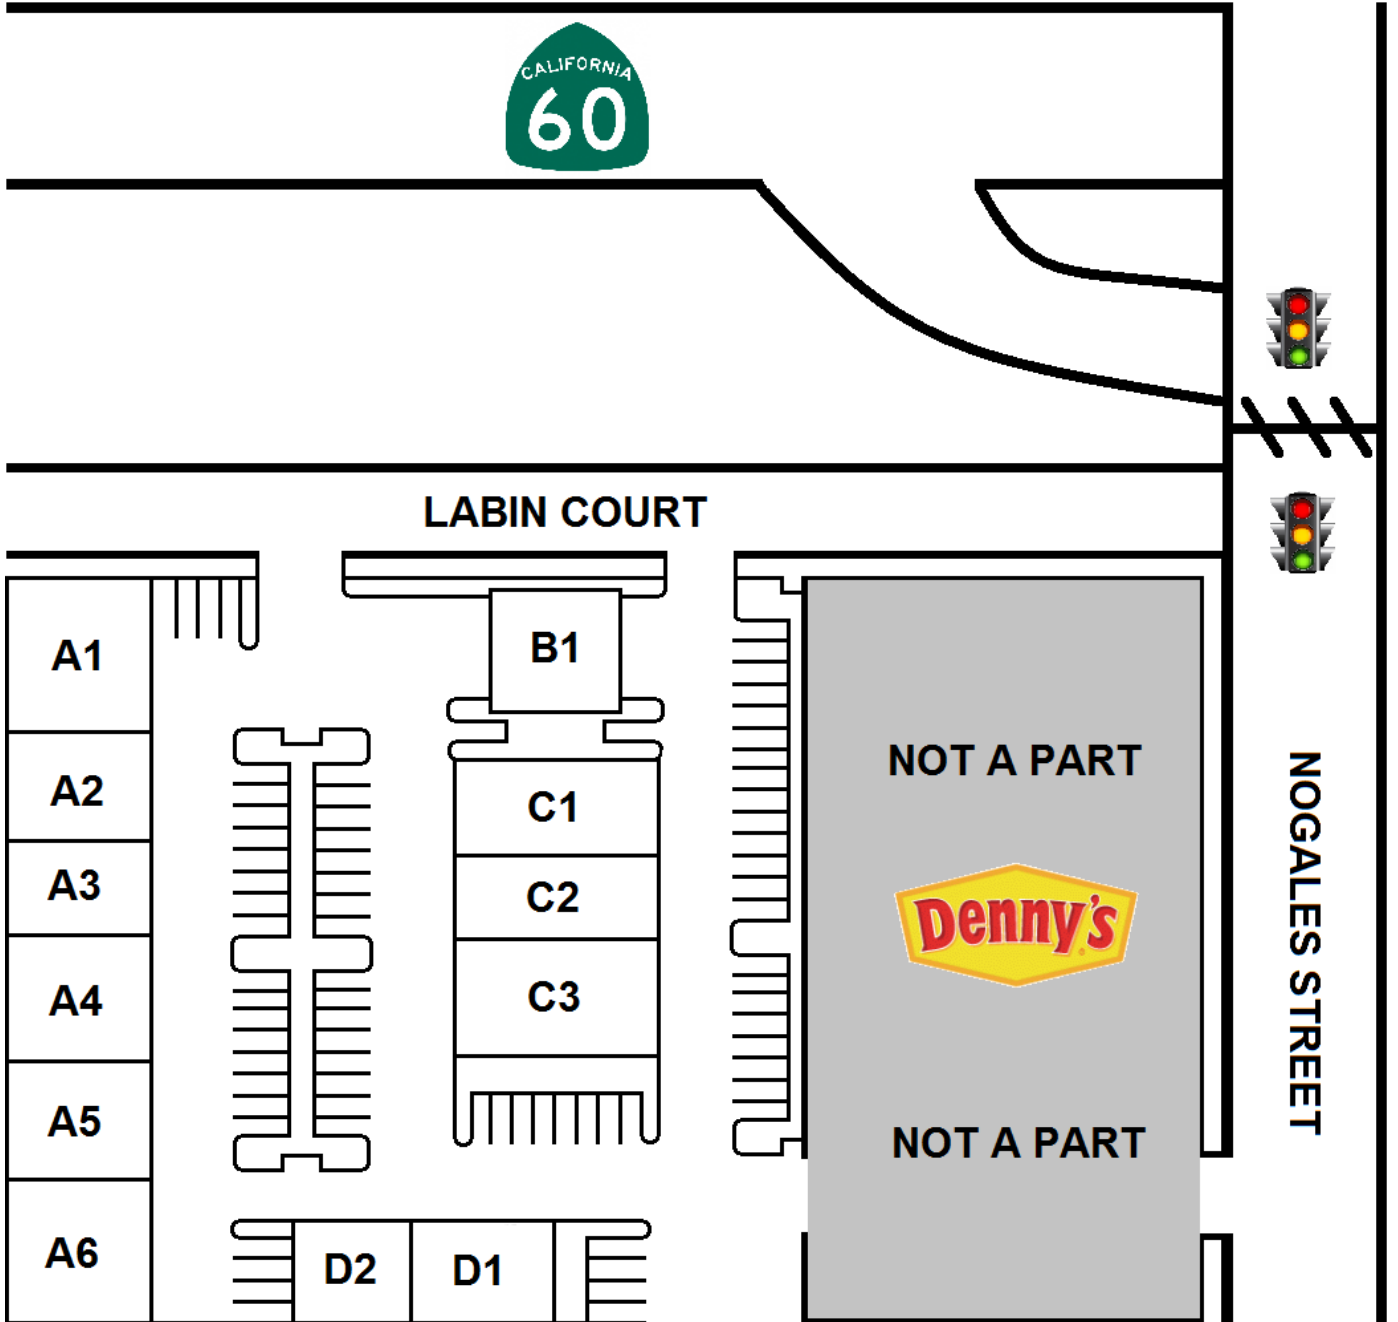 CALIFORNIA
60
LABIN COURT
A1
B1
A2
C1
A3
C2
A4
C3
A5
A6
D2
D1
NOT A PART
Denny's
NOT A PART
NOGALES STREET